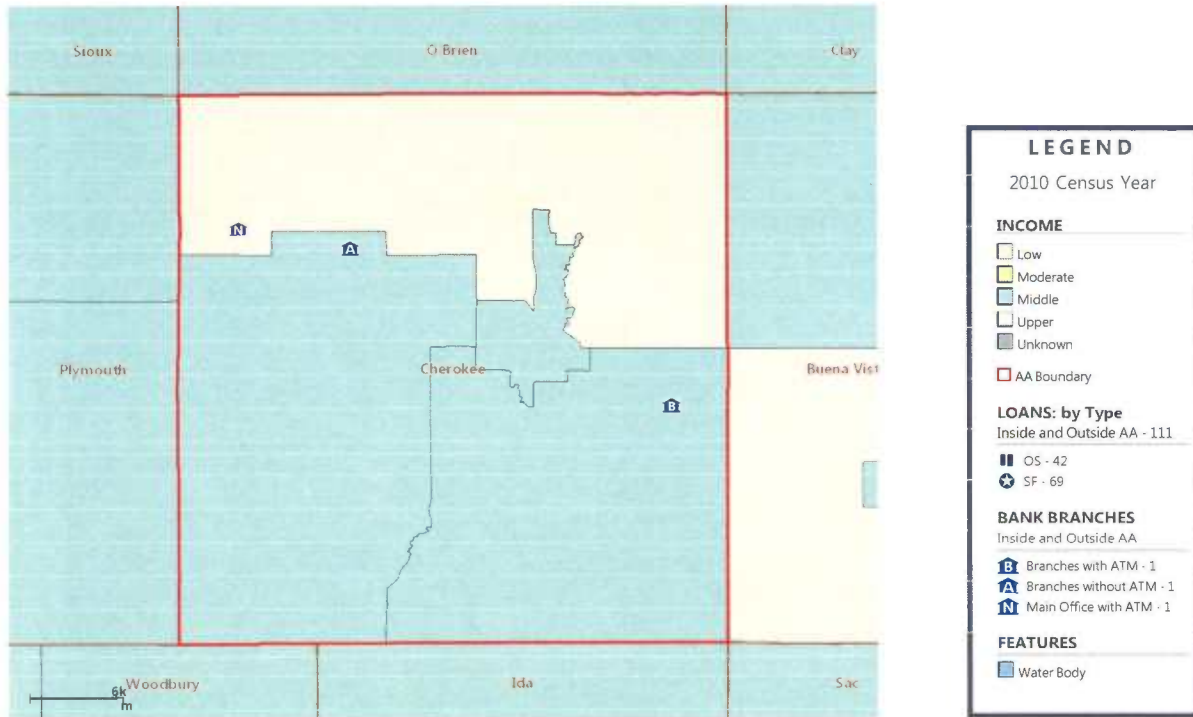 Sioux
O Brien
Clay
Plymouth
Cherokee
Buena Vist
Woodbury
Ida
Sac
6k
m
N
A
B
LEGEND
2010 Census Year
INCOME
Low
Moderate
Middle
Upper
Unknown
AA Boundary
LOANS: by Type
Inside and Outside AA - 111
OS - 42
SF - 69
BANK BRANCHES
Inside and Outside AA
B Branches with ATM - 1
A Branches without ATM - 1
N Main Office with ATM - 1
FEATURES
Water Body